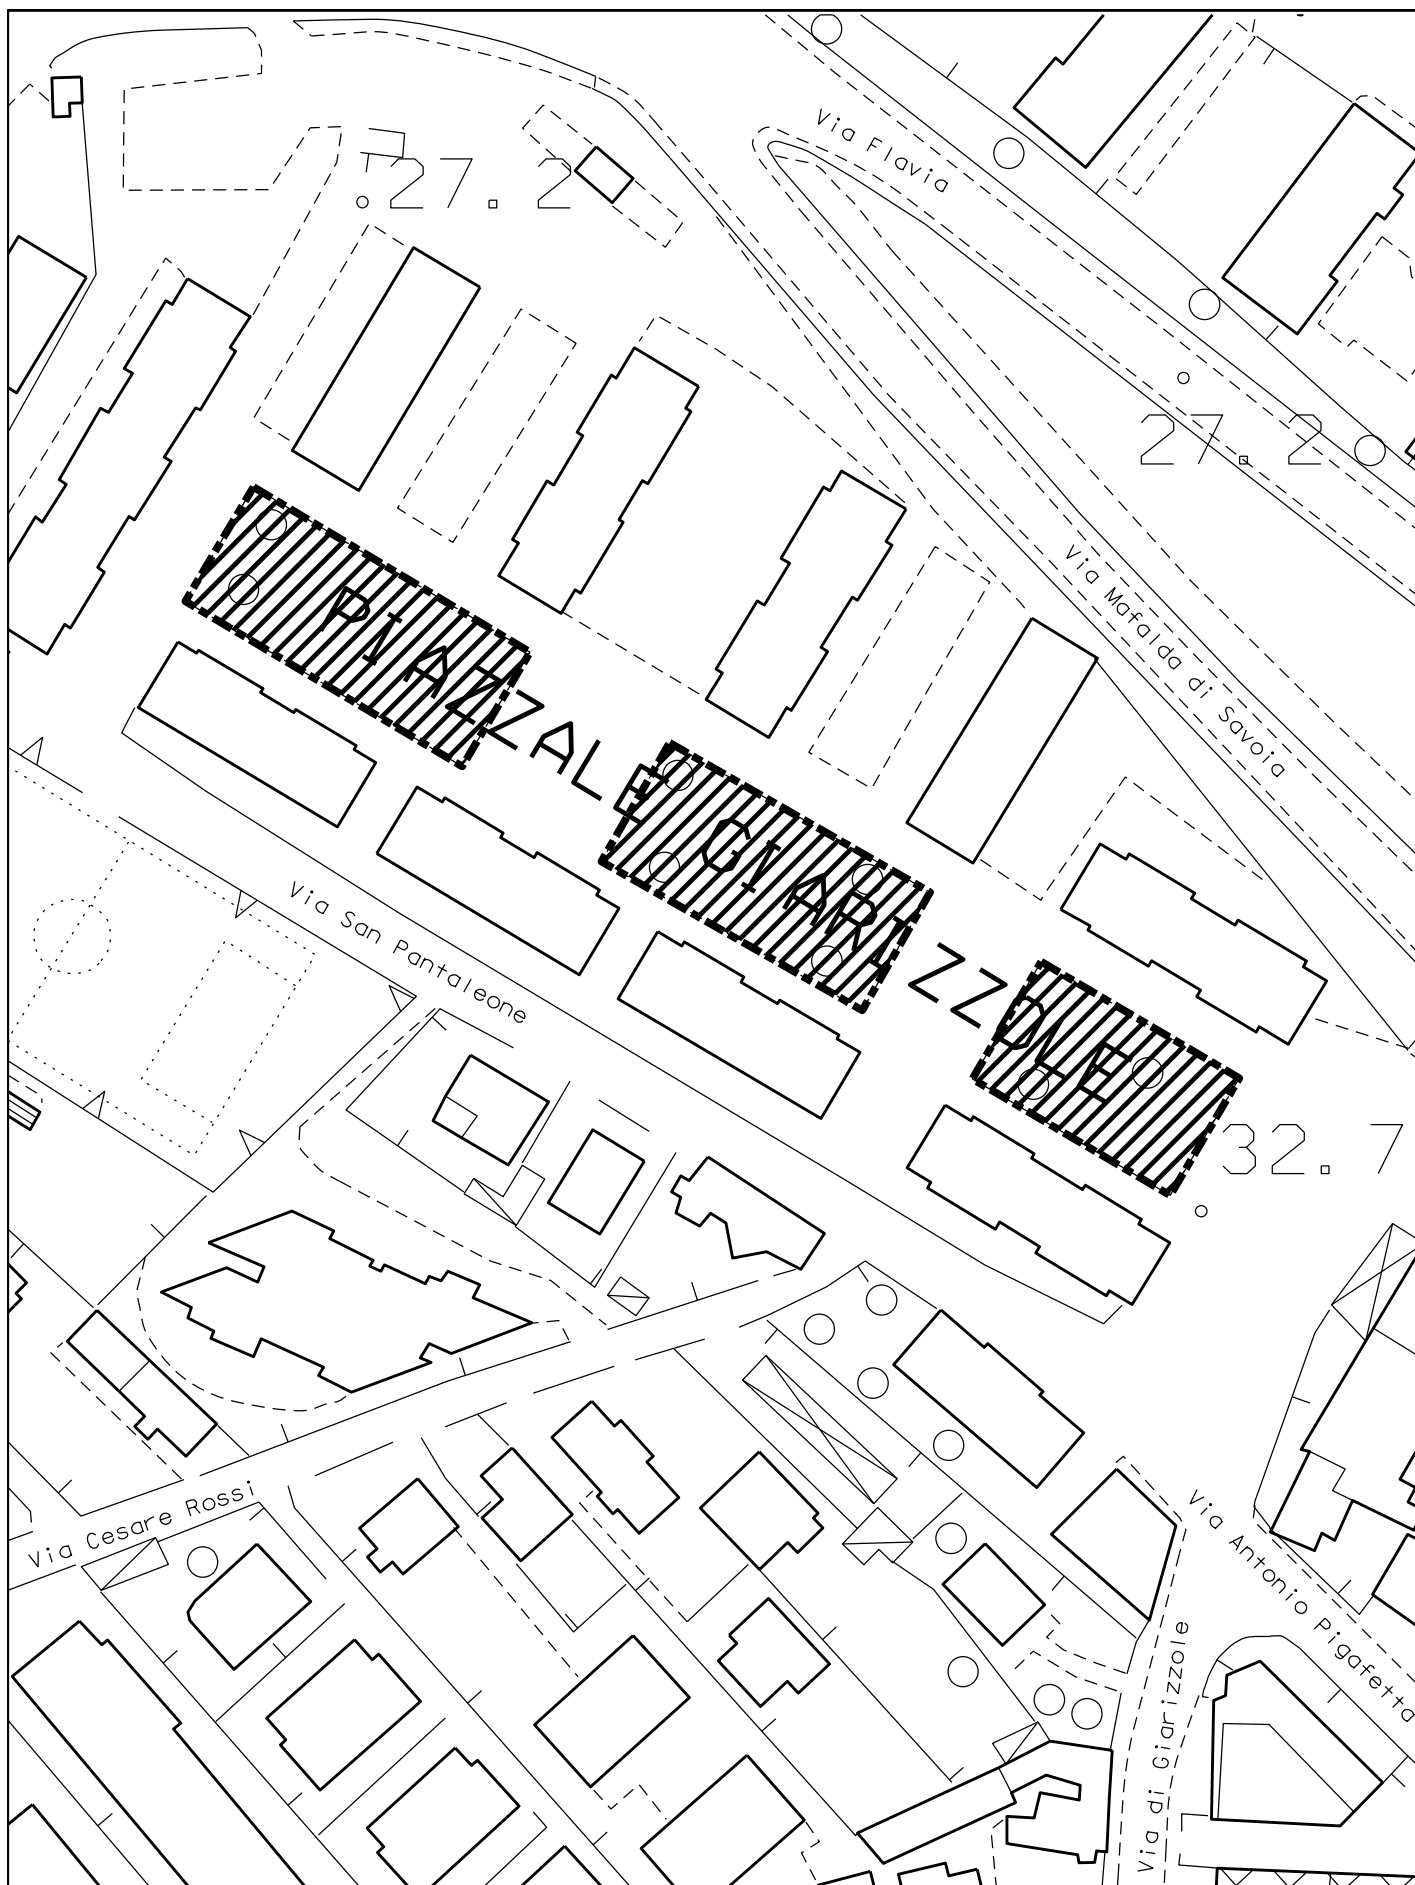 Via Flavia
.27.2
27.2
Via Mafalda di Savoia
PIAZZALE GIARIZZOLE
Via San Pantaleone
32.7
Via Cesare Rossi
Via Antonio Pigafetta
Via di Giarizzole